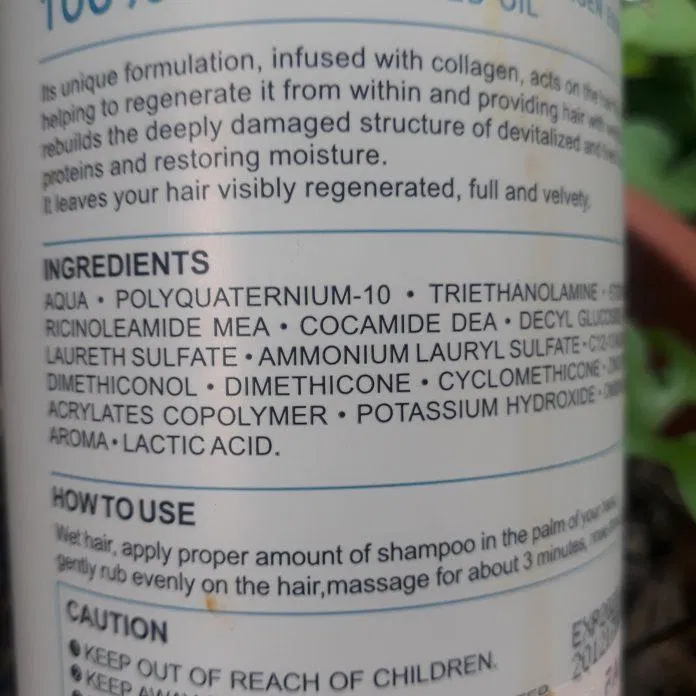 100% OIL
Its unique formulation, infused with collagen, acts on the
helping to regenerate it from within and providing hair with
rebuilds the deeply damaged structure of devitalized and
proteins and restoring moisture.
It leaves your hair visibly regenerated, full and velvety.
INGREDIENTS
AQUA • POLYQUATERNIUM-10 • TRIETHANOLAMINE •
RICINOLEAMIDE MEA • COCAMIDE DEA • DECYL
LAURETH SULFATE • AMMONIUM LAURYL SULFATE •
DIMETHICONOL • DIMETHICONE • CYCLOMETHICONE •
ACRYLATES COPOLYMER • POTASSIUM HYDROXIDE •
AROMA • LACTIC ACID.
HOW TO USE
Wet hair, apply proper amount of shampoo in the palm of your
gently rub evenly on the hair,massage for about 3 minutes,
CAUTION
KEEP OUT OF REACH OF CHILDREN.
KEEP